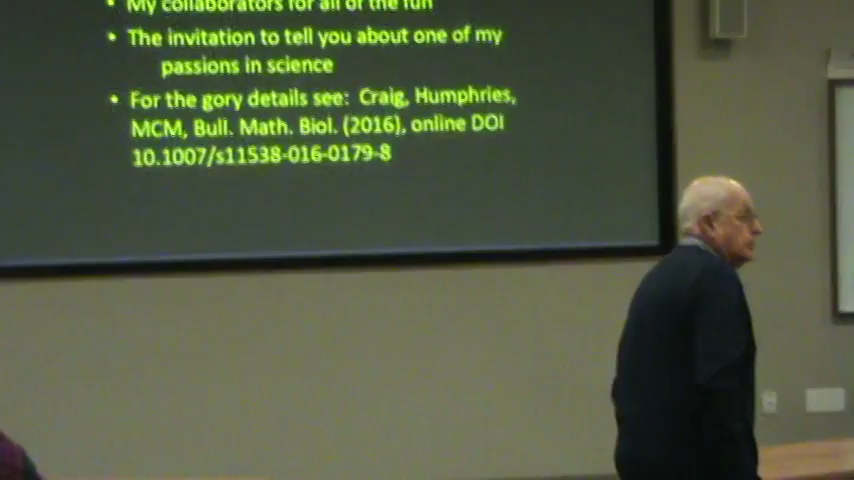 • My collaborators for all of the fun
• The invitation to tell you about one of my
passions in science
• For the gory details see: Craig, Humphries,
MCM, Bull. Math. Biol. (2016), online DOI
10.1007/s11538-016-0179-8